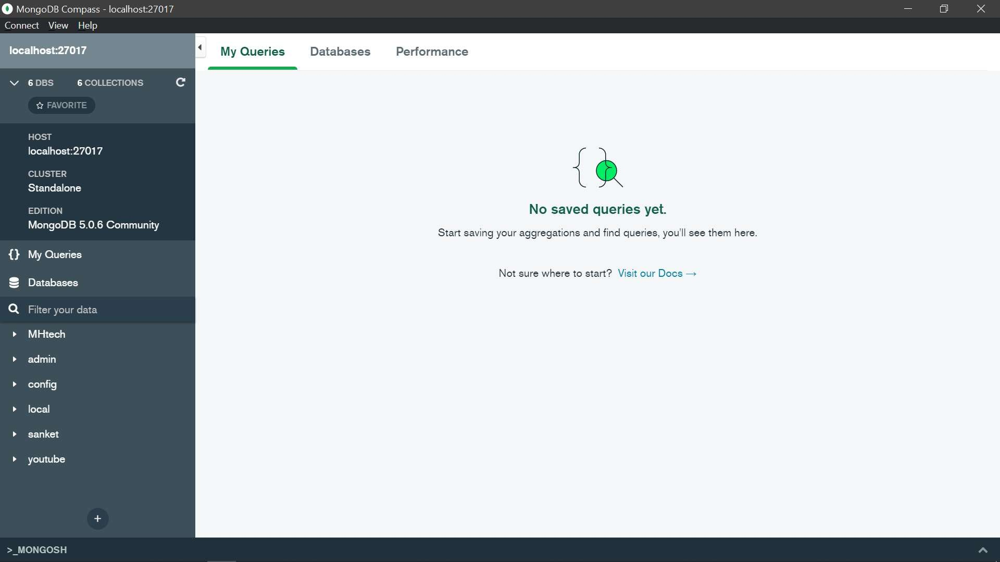 MongoDB Compass - localhost:27017
Connect View Help
localhost:27017
My Queries Databases Performance
6 DBS 6 COLLECTIONS
FAVORITE
HOST
localhost:27017
CLUSTER
Standalone
EDITION
MongoDB 5.0.6 Community
{} My Queries
Databases
Filter your data
MHtech
admin
config
local
sanket
youtube
+
No saved queries yet.
Start saving your aggregations and find queries, you'll see them here.
Not sure where to start? Visit our Docs →
>_MONGOSH